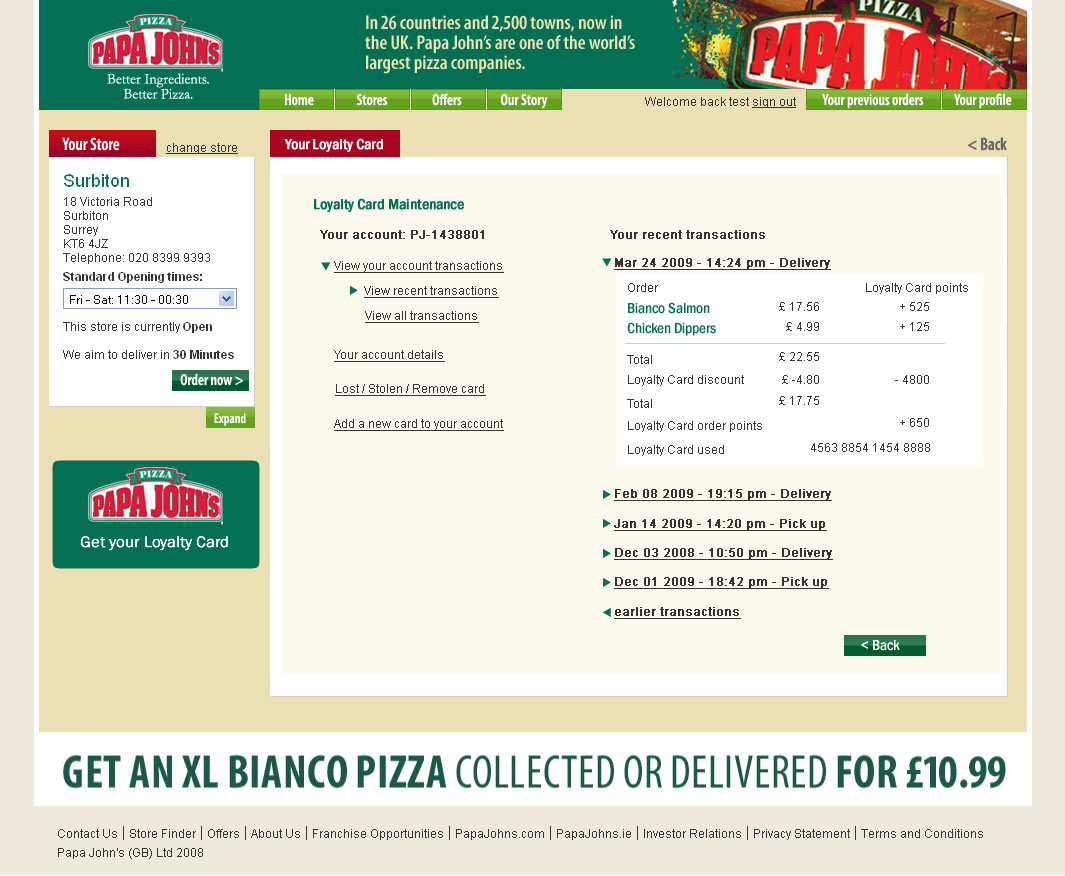 PIZZA
PAPA JOHNS
Better Ingredients.
Better Pizza.
In 26 countries and 2,500 towns, now in
the UK. Papa John's are one of the world's
largest pizza companies.
PIZZA
PAPA JOHNS
Home Stores Offers Our Story
Welcome back test sign out
Your previous orders Your profile
Your Store
change store
Surbiton
18 Victoria Road
Surbiton
Surrey
KT6 4JZ
Telephone: 020 8399 9393
Standard Opening times:
Fri - Sat: 11:30 - 00:30
This store is currently Open
We aim to deliver in 30 Minutes
Order now >
Expand
PIZZA
PAPA JOHNS
Get your Loyalty Card
Your Loyalty Card
< Back
Loyalty Card Maintenance
Your account: PJ-1438801
View your account transactions
View recent transactions
View all transactions
Your account details
Lost / Stolen / Remove card
Add a new card to your account
Your recent transactions
Mar 24 2009 - 14:24 pm - Delivery
Order Loyalty Card points
Bianco Salmon £ 17.56 + 525
Chicken Dippers £ 4.99 + 125
Total £ 22.55
Loyalty Card discount £ -4.80 - 4800
Total £ 17.75
Loyalty Card order points + 650
Loyalty Card used 4563 8854 1454 8888
Feb 08 2009 - 19:15 pm - Delivery
Jan 14 2009 - 14:20 pm - Pick up
Dec 03 2008 - 10:50 pm - Delivery
Dec 01 2009 - 18:42 pm - Pick up
earlier transactions
< Back
GET AN XL BIANCO PIZZA COLLECTED OR DELIVERED FOR £10.99
Contact Us | Store Finder | Offers | About Us | Franchise Opportunities | PapaJohns.com | PapaJohns.ie | Investor Relations | Privacy Statement | Terms and Conditions
Papa John's (GB) Ltd 2008